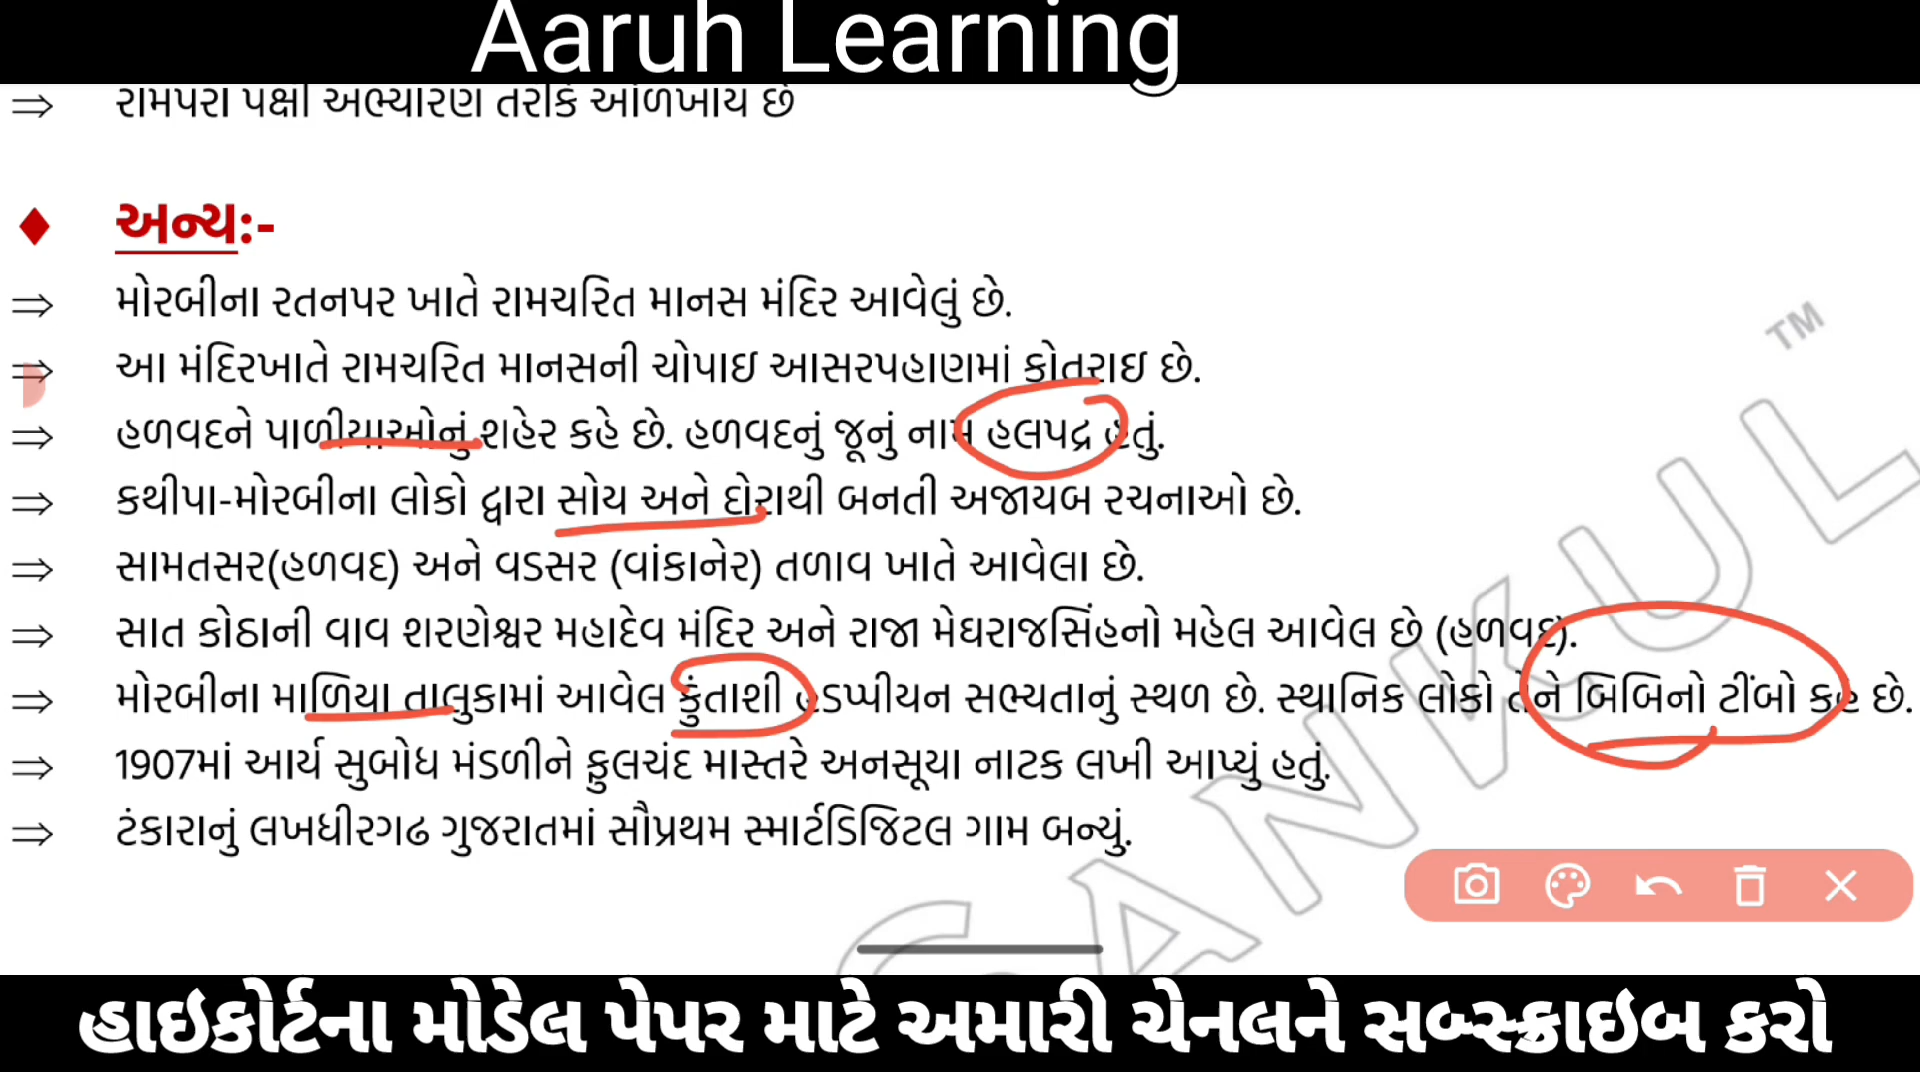 Aaruh Learning
⇒ રામપરા પક્ષી અભ્યારણ તરીકે ઓળખાય છે
♦ અન્યઃ-
⇒ મોરબીના રતનપર ખાતે રામચરિત માનસ મંદિર આવેલું છે.
⇒ આ મંદિરખાતે રામચરિત માનસની ચોપાઇ આસરપહાણમાં કોતરાઇ છે.
⇒ હળવદને પાળીયાઓનું શહેર કહે છે. હળવદનું જૂનું નામ હલપદ્ર હતું.
⇒ કથીપા-મોરબીના લોકો દ્વારા સોય અને દોરાથી બનતી અજાયબ રચનાઓ છે.
⇒ સામતસર(હળવદ) અને વડસર (વાંકાનેર) તળાવ ખાતે આવેલા છે.
⇒ સાત કોઠાની વાવ શરણેશ્વર મહાદેવ મંદિર અને રાજા મેઘરાજસિંહનો મહેલ આવેલ છે (હળવદ).
⇒ મોરબીના માળિયા તાલુકામાં આવેલ કુંતાશી હડપ્પીયન સભ્યતાનું સ્થળ છે. સ્થાનિક લોકો તેને બિબિનો ટીંબો કહે છે.
⇒ 1907માં આર્ય સુબોધ મંડળીને ફુલચંદ માસ્તરે અનસૂયા નાટક લખી આપ્યું હતું.
⇒ ટંકારાનું લખધીરગઢ ગુજરાતમાં સૌપ્રથમ સ્માર્ટડિજિટલ ગામ બન્યું.
SANKUL TM
હાઇકોર્ટના મોડેલ પેપર માટે અમારી ચેનલને સબ્સ્ક્રાઇબ કરો